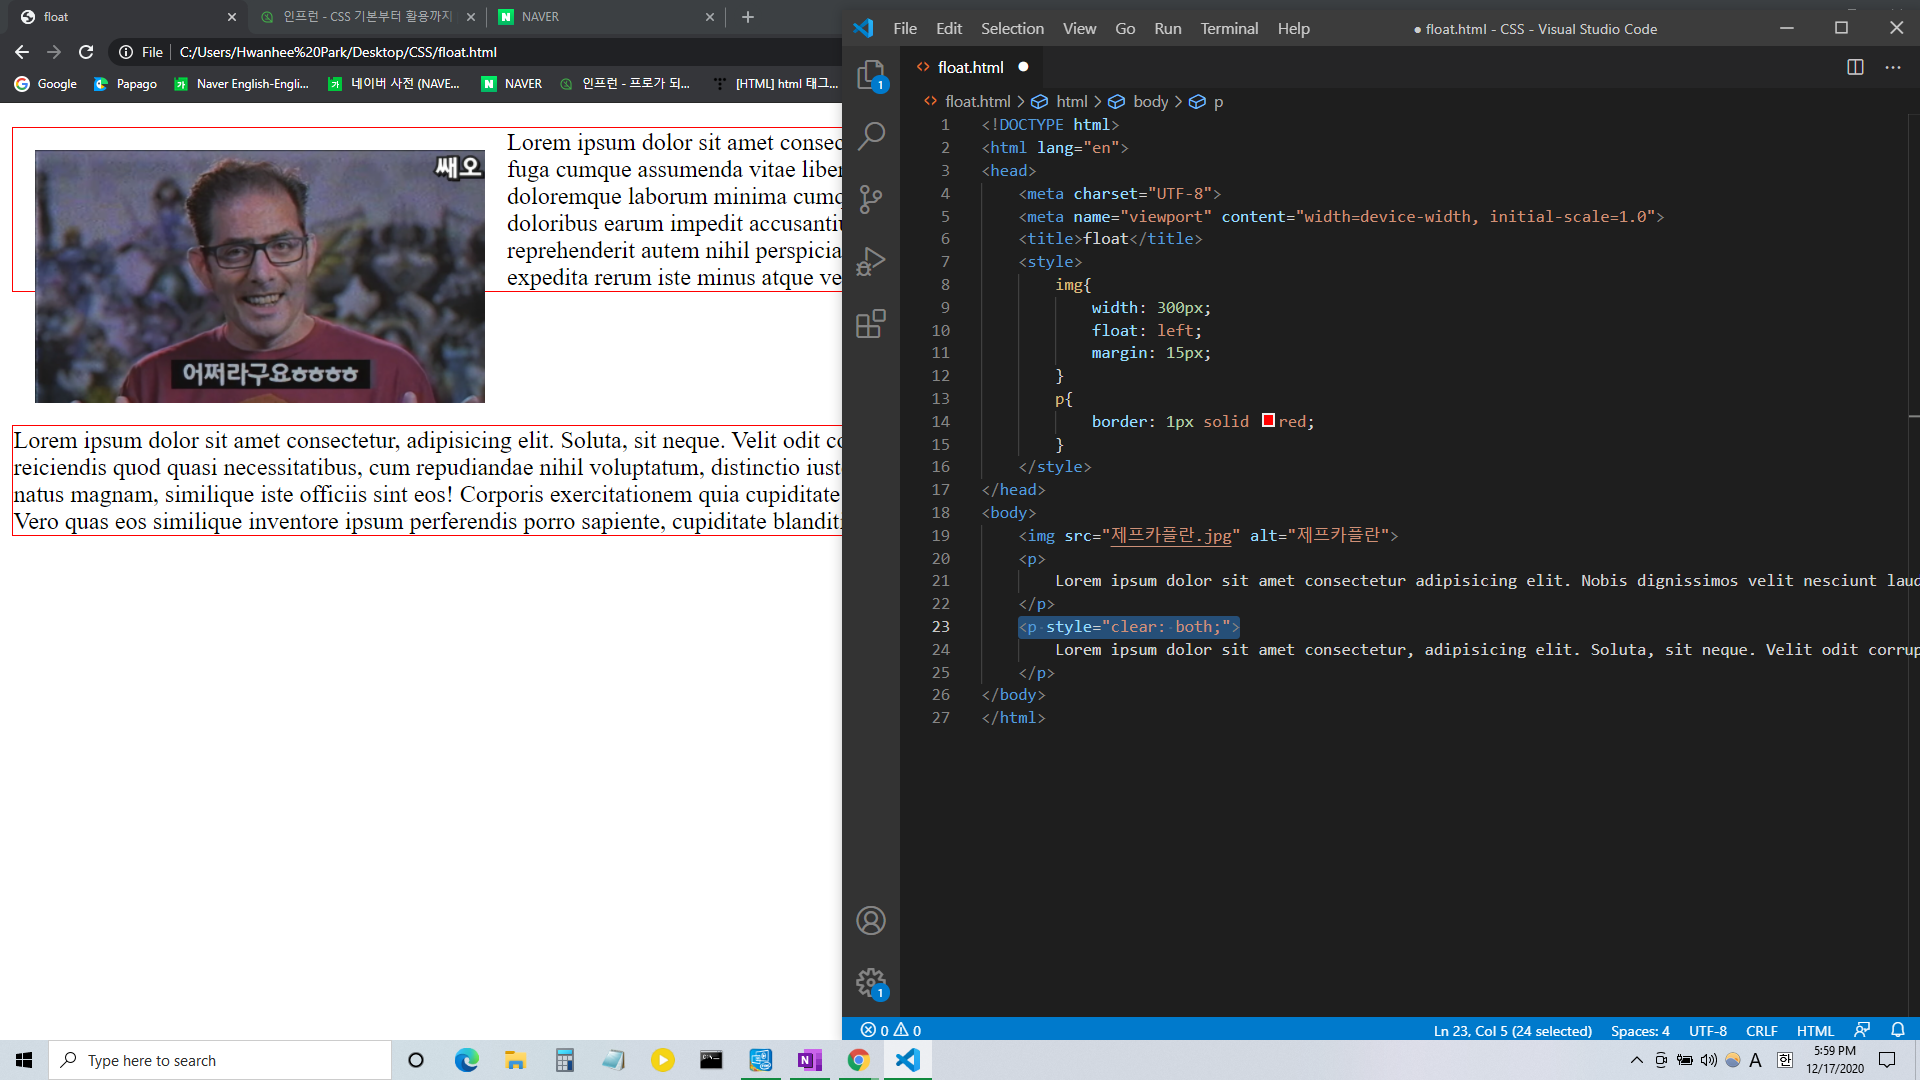 float
인프런 - CSS 기본부터 활용까지
NAVER
File
C:/Users/Hwanhee%20Park/Desktop/CSS/float.html
Google
Papago
Naver English-Engli...
네이버 사전 (NAVE...
NAVER
인프런 - 프로가 되...
[HTML] html 태그...
쌔오
어쩌라구요ㅎㅎㅎㅎ
Lorem ipsum dolor sit amet consec
fuga cumque assumenda vitae liber
doloremque laborum minima cumq
doloribus earum impedit accusantiu
reprehenderit autem nihil perspicia
expedita rerum iste minus atque ve
Lorem ipsum dolor sit amet consectetur, adipisicing elit. Soluta, sit neque. Velit odit co
reiciendis quod quasi necessitatibus, cum repudiandae nihil voluptatum, distinctio iust
natus magnam, similique iste officiis sint eos! Corporis exercitationem quia cupiditate
Vero quas eos similique inventore ipsum perferendis porro sapiente, cupiditate blanditi
File Edit Selection View Go Run Terminal Help
● float.html - CSS - Visual Studio Code
float.html
float.html > html > body > p
1 <!DOCTYPE html>
2 <html lang="en">
3 <head>
4 <meta charset="UTF-8">
5 <meta name="viewport" content="width=device-width, initial-scale=1.0">
6 <title>float</title>
7 <style>
8 img{
9 width: 300px;
10 float: left;
11 margin: 15px;
12 }
13 p{
14 border: 1px solid red;
15 }
16 </style>
17 </head>
18 <body>
19 <img src="제프카플란.jpg" alt="제프카플란">
20 <p>
21 Lorem ipsum dolor sit amet consectetur adipisicing elit. Nobis dignissimos velit nesciunt laud
22 </p>
23 <p style="clear: both;">
24 Lorem ipsum dolor sit amet consectetur, adipisicing elit. Soluta, sit neque. Velit odit corrup
25 </p>
26 </body>
27 </html>
1
1
0 0
Ln 23, Col 5 (24 selected)
Spaces: 4
UTF-8
CRLF
HTML
Type here to search
A
한
5:59 PM
12/17/2020